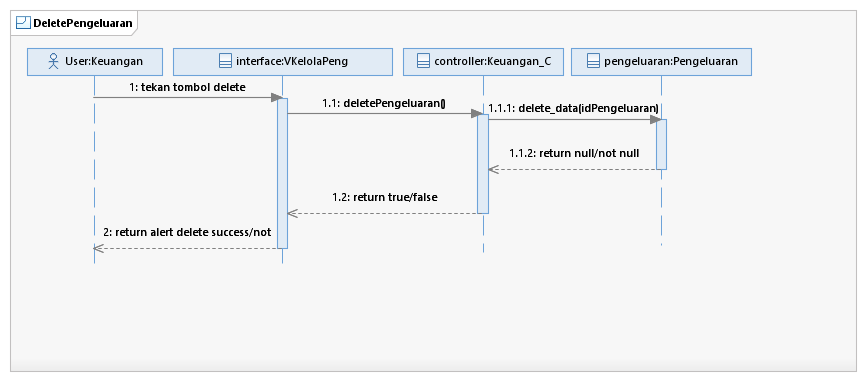 DeletePengeluaran
User:Keuangan
interface:VKelolaPeng
controller:Keuangan_C
pengeluaran:Pengeluaran
1: tekan tombol delete
1.1: deletePengeluaran()
1.1.1: delete_data(idPengeluaran)
1.1.2: return null/not null
1.2: return true/false
2: return alert delete success/not